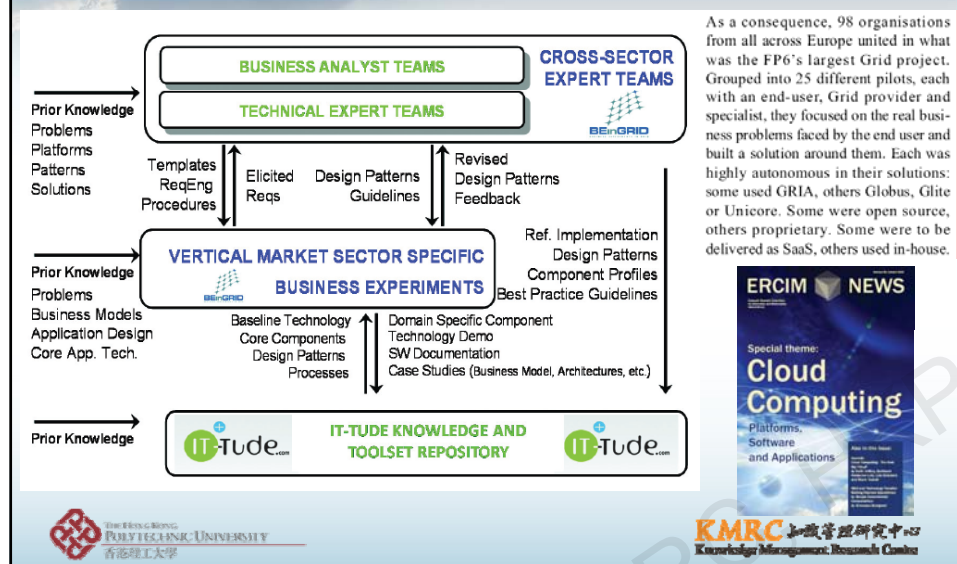 BUSINESS ANALYST TEAMS
TECHNICAL EXPERT TEAMS
CROSS-SECTOR
EXPERT TEAMS
BEinGRID
Prior Knowledge
Problems
Platforms
Patterns
Solutions
Templates
ReqEng
Procedures
Elicited
Reqs
Design Patterns
Guidelines
Revised
Design Patterns
Feedback
VERTICAL MARKET SECTOR SPECIFIC
BUSINESS EXPERIMENTS
BEinGRID
Ref. Implementation
Design Patterns
Component Profiles
Best Practice Guidelines
Prior Knowledge
Problems
Business Models
Application Design
Core App. Tech.
Baseline Technology
Core Components
Design Patterns
Processes
Domain Specific Component
Technology Demo
SW Documentation
Case Studies (Business Model, Architectures, etc.)
Prior Knowledge
IT-Tude.com
IT-TUDE KNOWLEDGE AND
TOOLSET REPOSITORY
IT-Tude.com
As a consequence, 98 organisations
from all across Europe united in what
was the FP6's largest Grid project.
Grouped into 25 different pilots, each
with an end-user, Grid provider and
specialist, they focused on the real busi-
ness problems faced by the end user and
built a solution around them. Each was
highly autonomous in their solutions:
some used GRIA, others Globus, Glite
or Unicore. Some were open source,
others proprietary. Some were to be
delivered as SaaS, others used in-house.
ERCIM NEWS
Special theme:
Cloud
Computing
Platforms,
Software
and Applications
Also in this issue:
THE HONG KONG
POLYTECHNIC UNIVERSITY
香港理工大學
KMRC 知識管理研究中心
Knowledge Management Research Centre